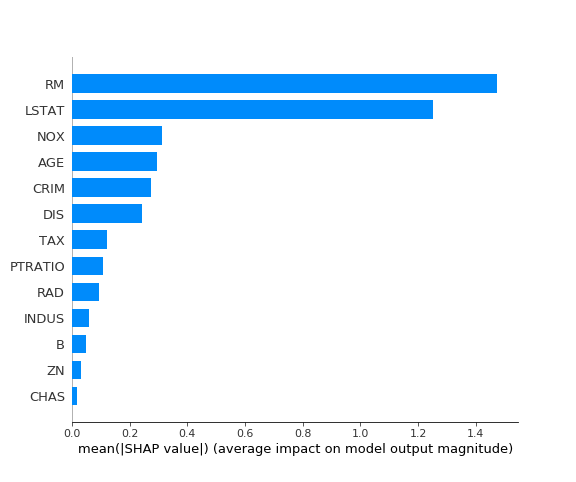 RM
LSTAT
NOX
AGE
CRIM
DIS
TAX
PTRATIO
RAD
INDUS
B
ZN
CHAS
0.0 0.2 0.4 0.6 0.8 1.0 1.2 1.4
mean(|SHAP value|) (average impact on model output magnitude)